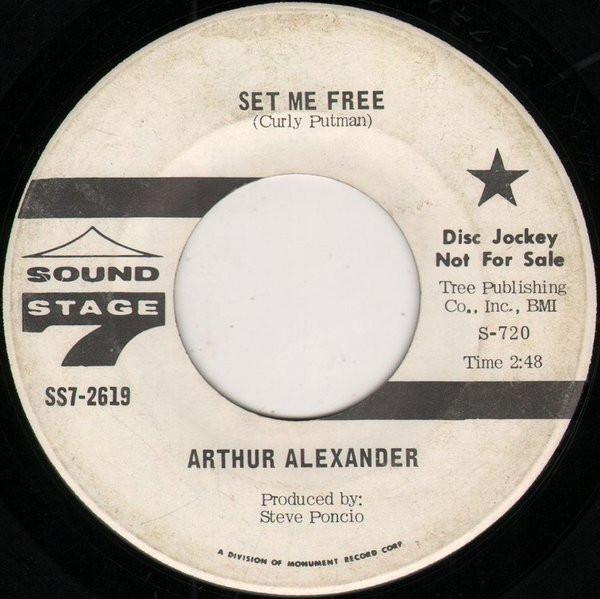 SET ME FREE
(Curly Putman)
Disc Jockey
Not For Sale
Tree Publishing
Co., Inc., BMI
S-720
Time 2:48
SOUND
STAGE
7
SS7-2619
ARTHUR ALEXANDER
Produced by:
Steve Poncio
A DIVISION OF MONUMENT RECORD CORP.